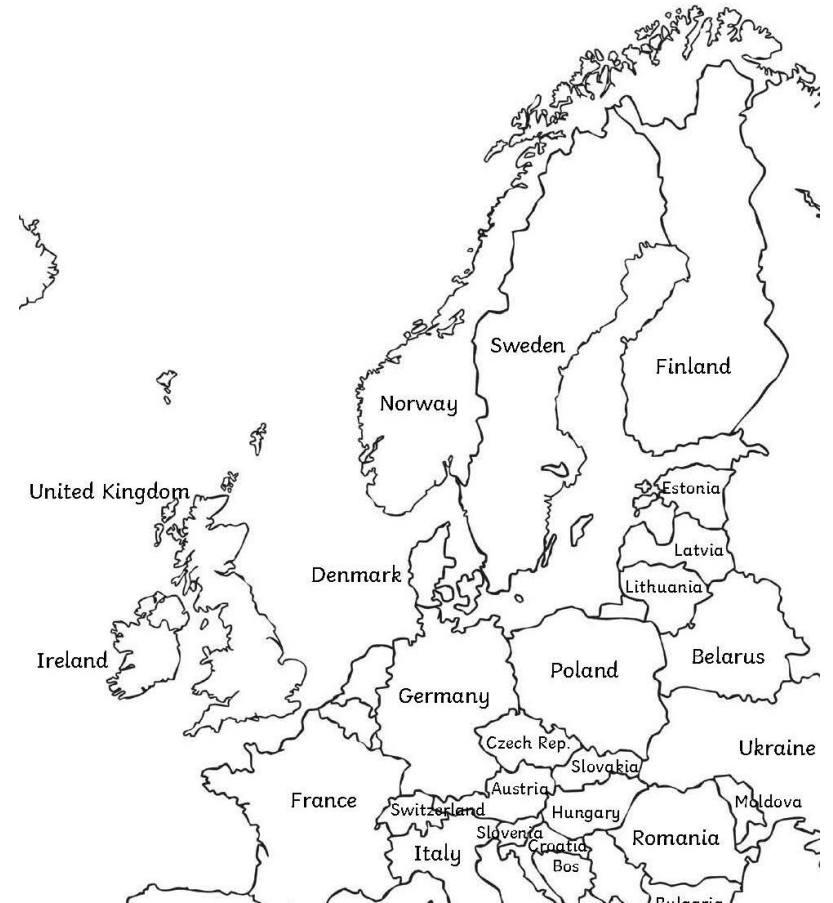 Sweden
Finland
Norway
United Kingdom
Estonia
Latvia
Denmark
Lithuania
Ireland
Belarus
Poland
Germany
Czech Rep.
Ukraine
Slovakia
Austria
France
Switzerland
Moldova
Hungary
Slovenia
Romania
Croatia
Italy
Bos
Bulgaria